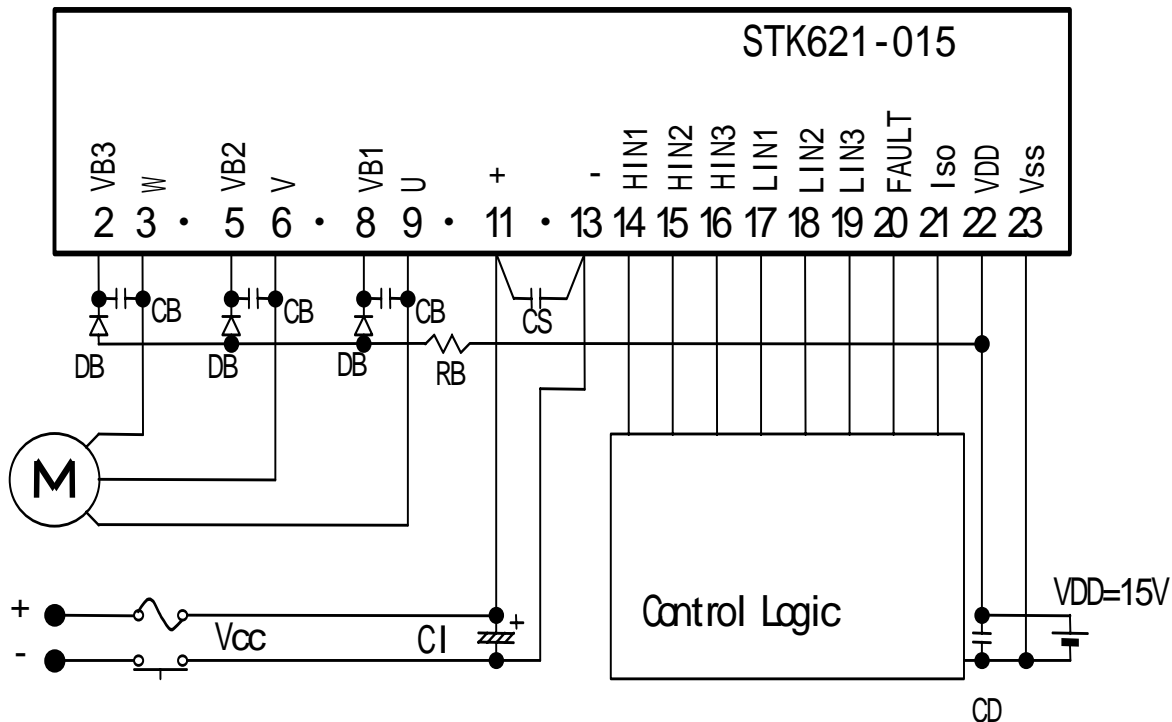 STK621-015
VB3 W VB2 V VB1 U + - HIN1 HIN2 HIN3 LIN1 LIN2 LIN3 FAULT Iso VDD Vss
2 3 · 5 6 · 8 9 · 11 · 13 14 15 16 17 18 19 20 21 22 23
CB CB CB CS
DB DB DB RB
M
+ Vcc CI + Control Logic VDD=15V
-
CD